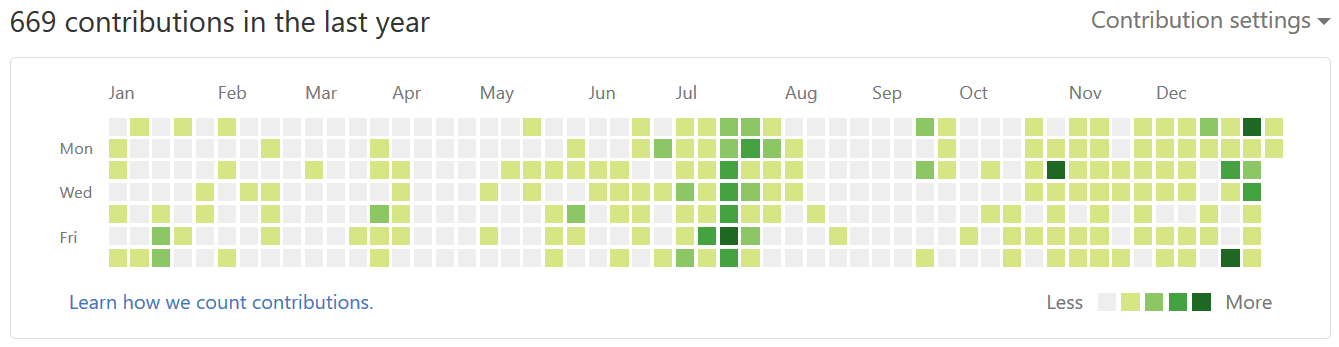 669 contributions in the last year
Contribution settings
Jan Feb Mar Apr May Jun Jul Aug Sep Oct Nov Dec
Mon
Wed
Fri
Learn how we count contributions.
Less More